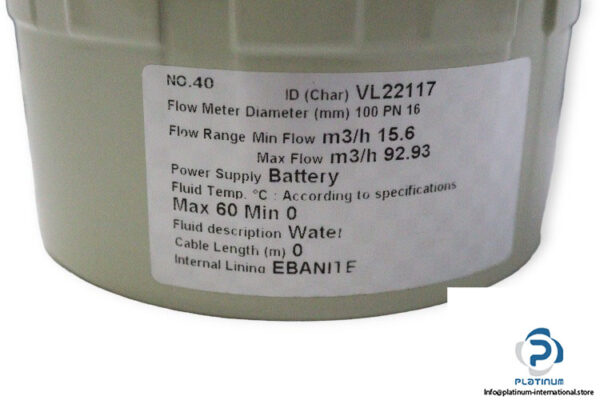 NO.40
ID (Char) VL22117
Flow Meter Diameter (mm) 100 PN 16
Flow Range Min Flow m3/h 15.6
Max Flow m3/h 92.93
Power Supply Battery
Fluid Temp. °C : According to specifications
Max 60 Min 0
Fluid description Water
Cable Length (m) 0
Internal Lining EBANITE
PLATINUM
Info@platinum-international.store